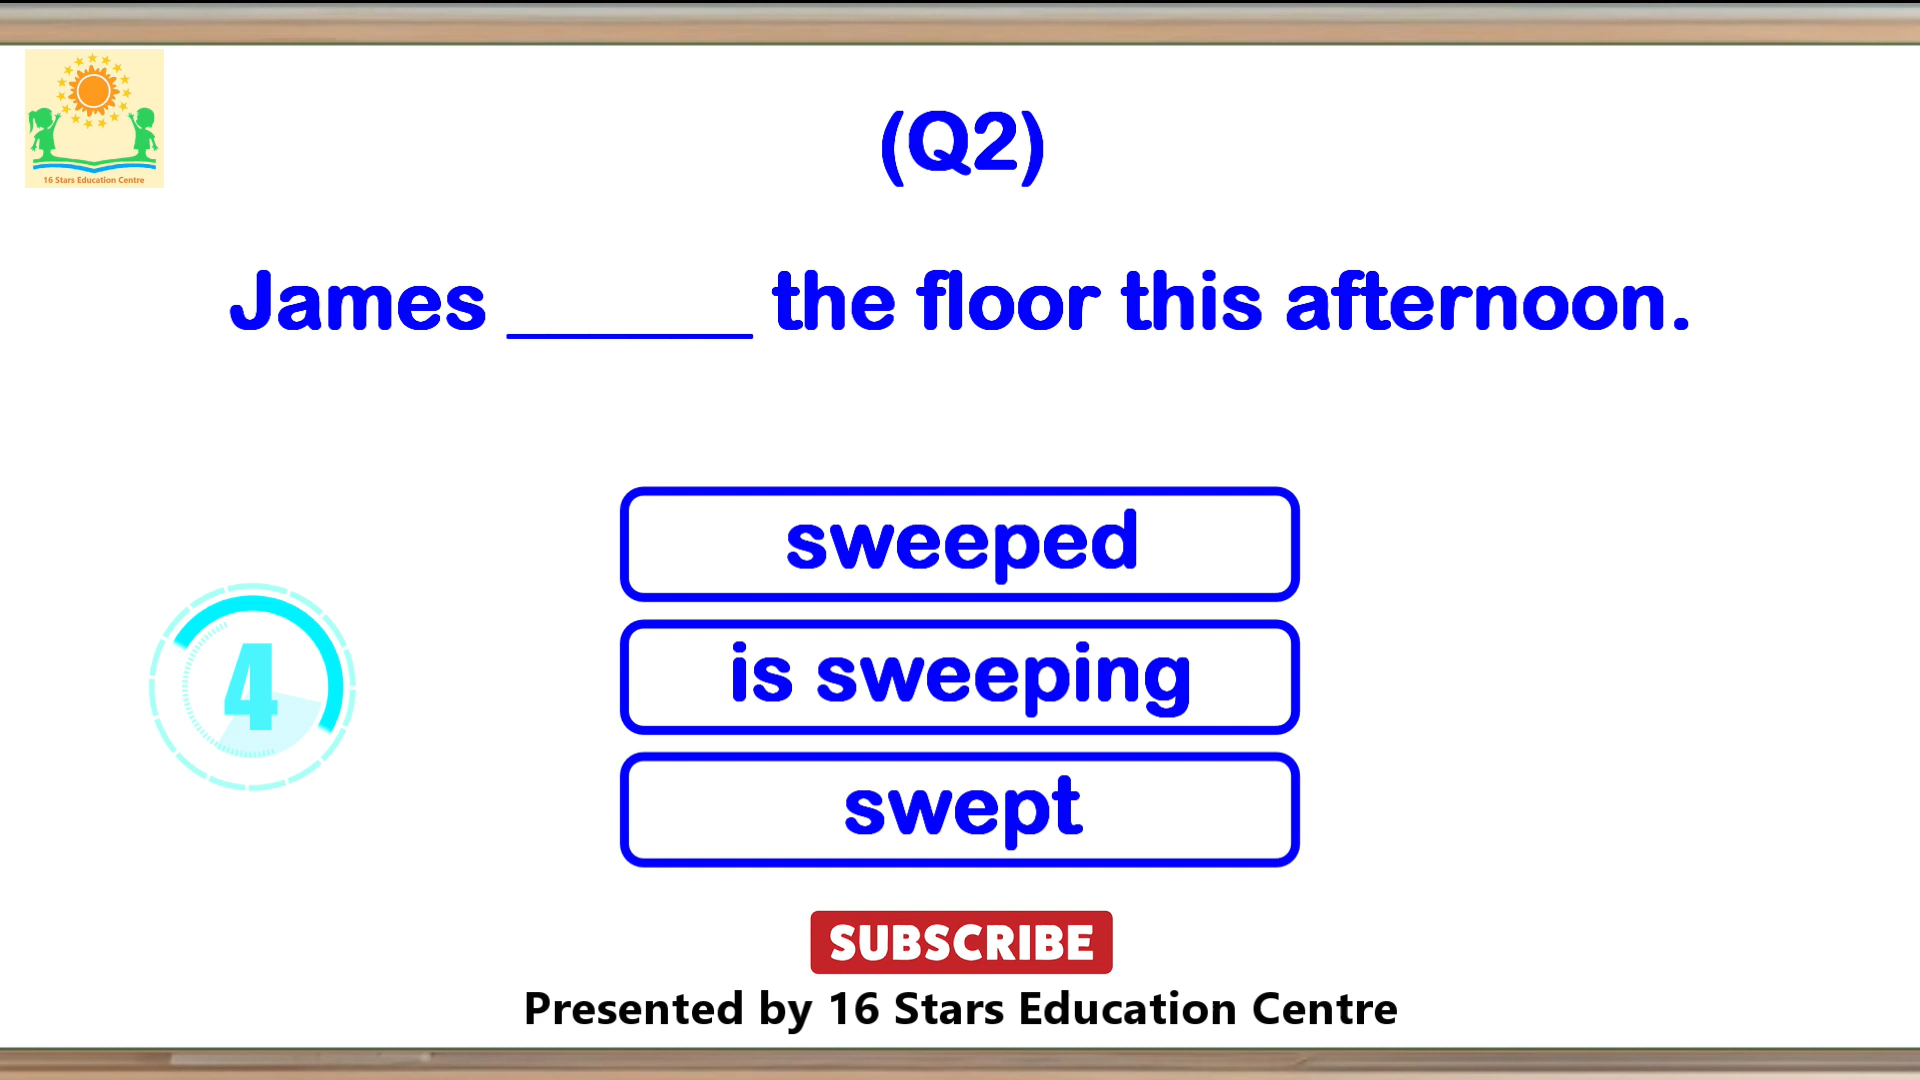 16 Stars Education Centre
(Q2)
James ______ the floor this afternoon.
sweeped
is sweeping
4
swept
SUBSCRIBE
Presented by 16 Stars Education Centre